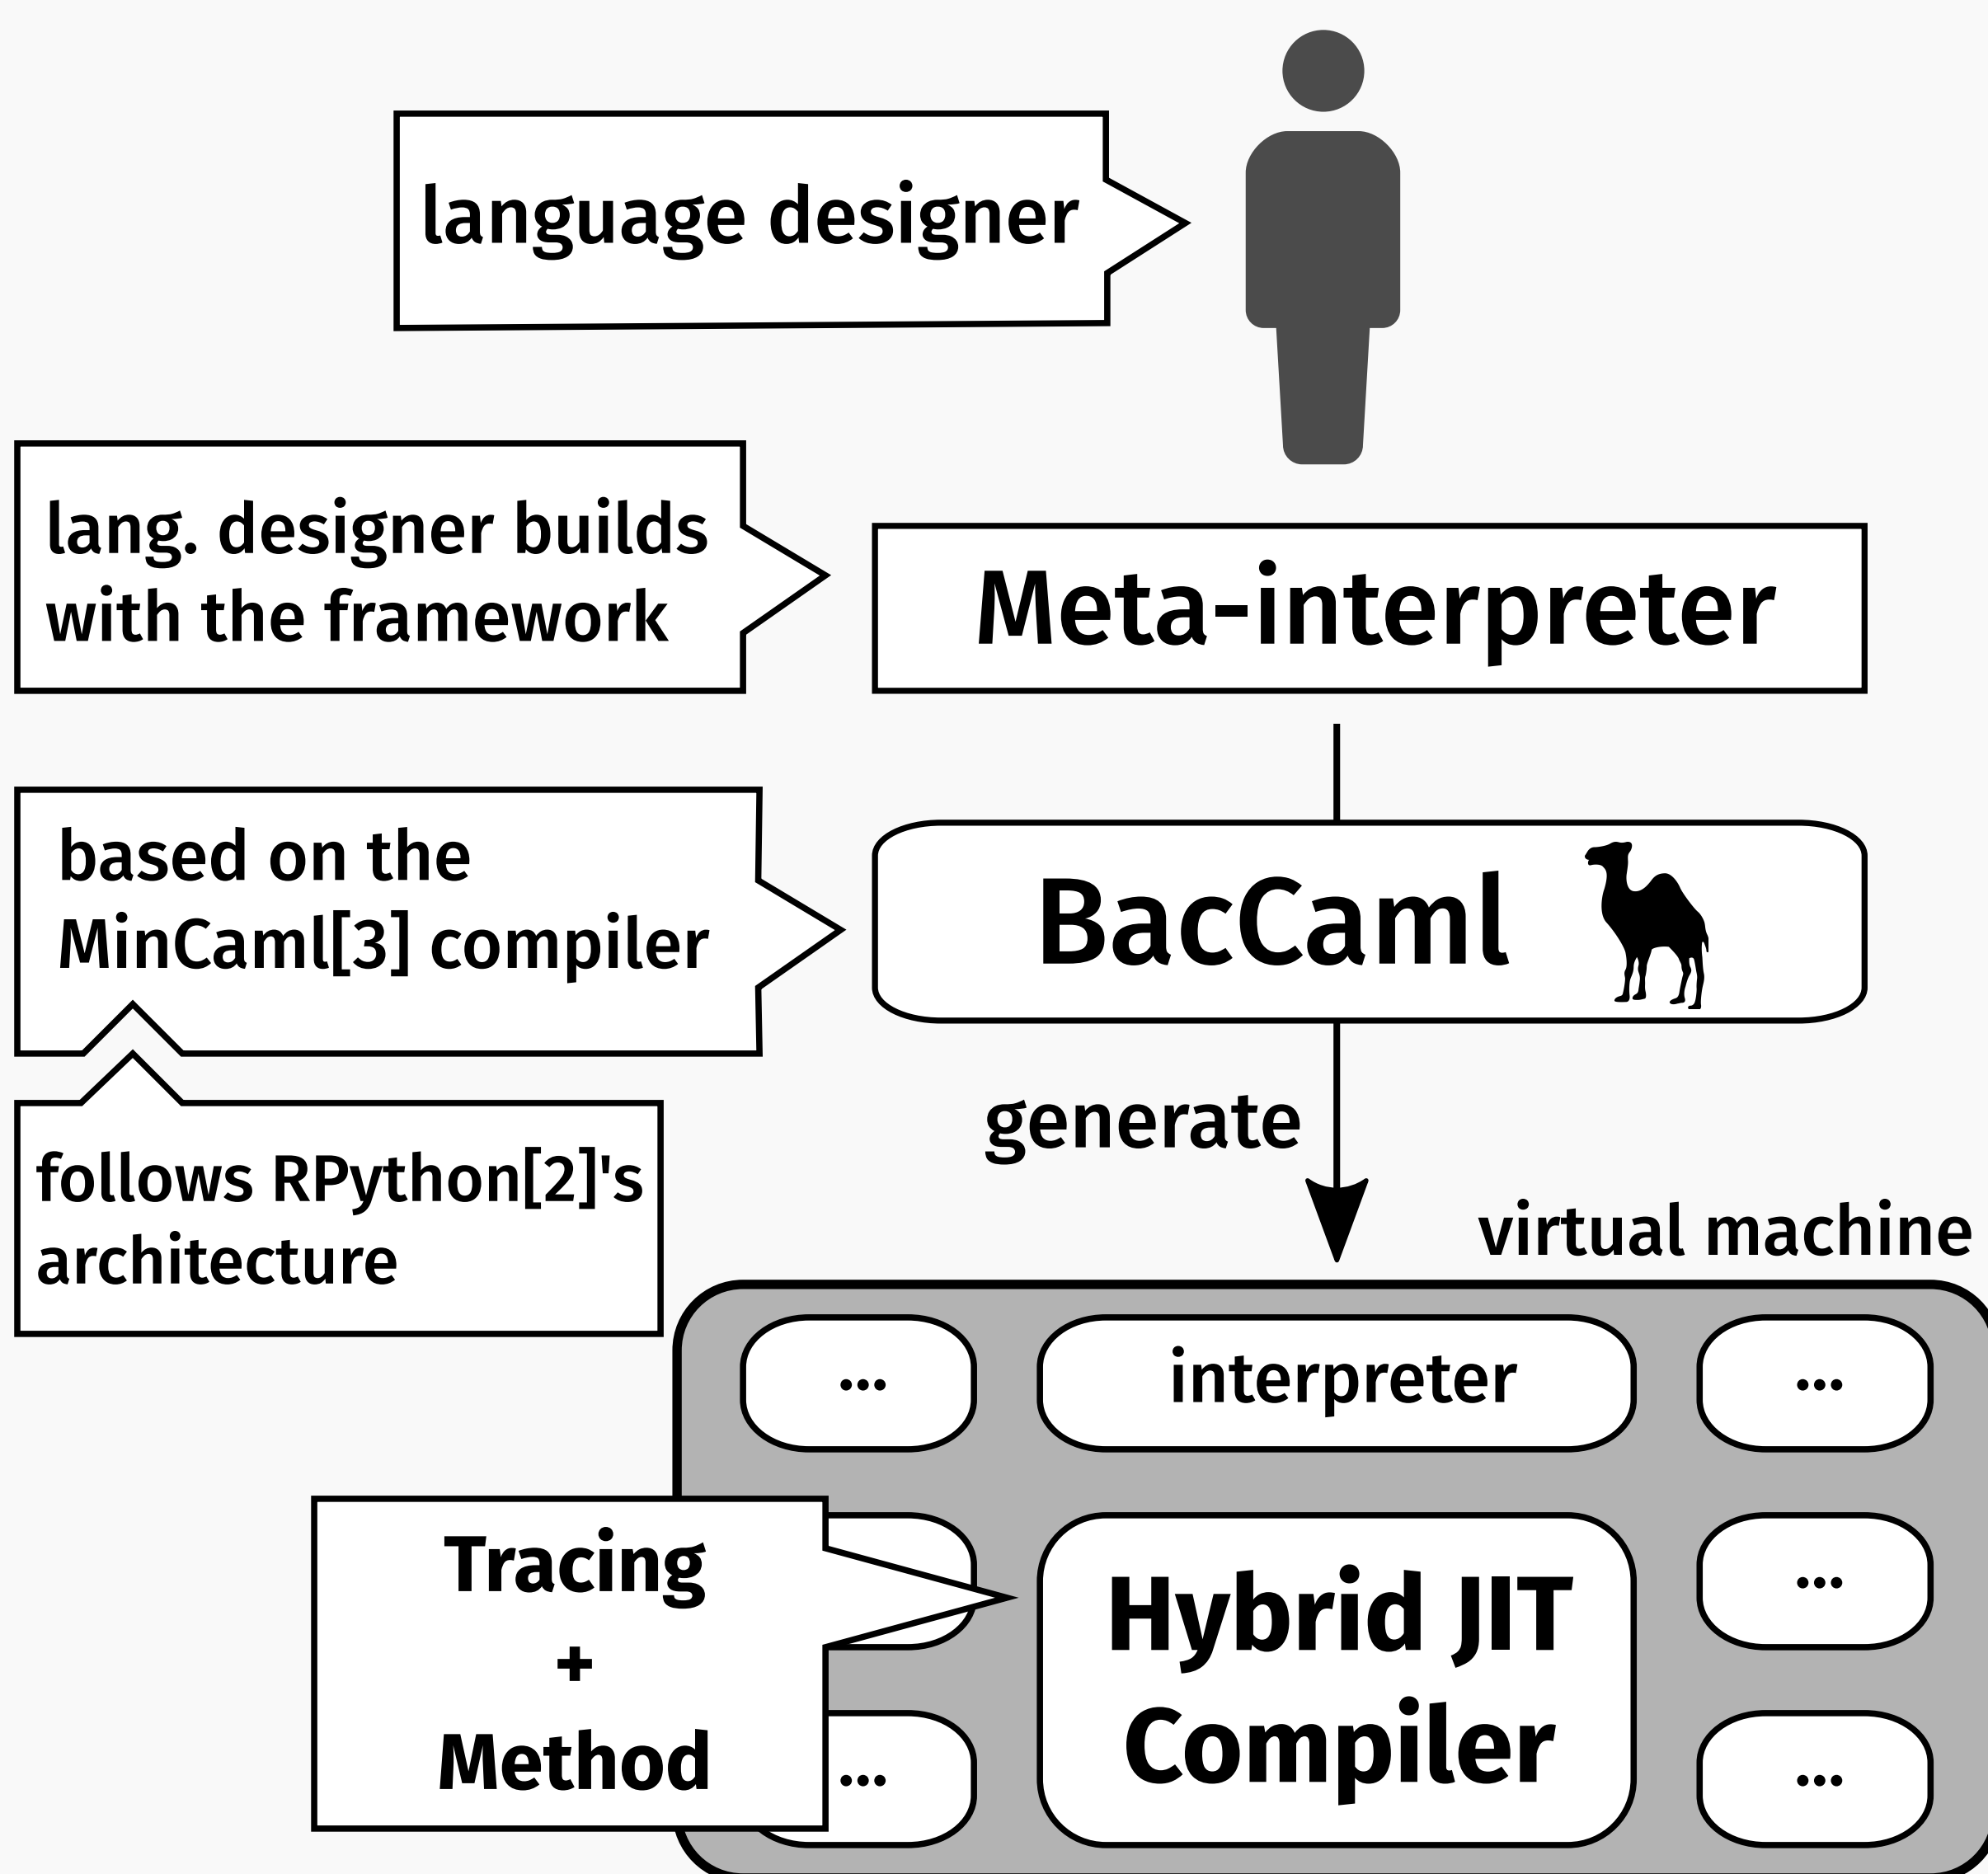 language designer
lang. designer builds
with the framework
Meta-interpreter
based on the
MinCaml[3] compiler
BacCaml
follows RPython[2]'s
architecture
generate
virtual machine
...
interpreter
...
Tracing
+
Method
Hybrid JIT
Compiler
...
...
...